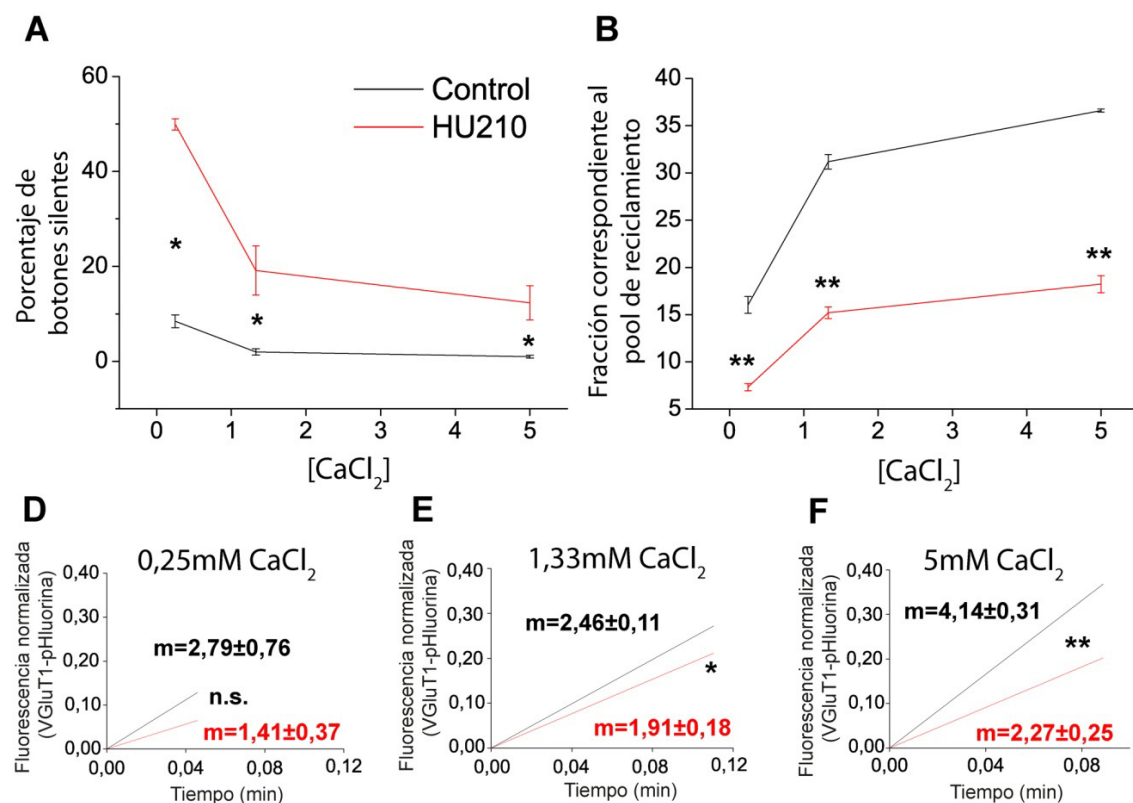 A
60
40
20
0
Porcentaje de
botones silentes
Control
HU210
*
*
*
0 1 2 3 4 5
[CaCl₂]
B
40
35
30
25
20
15
10
5
Fracción correspondiente al
pool de reciclamiento
**
**
**
0 1 2 3 4 5
[CaCl₂]
D
0,25mM CaCl₂
Fluorescencia normalizada
(VGluT1-pHluorina)
0,40
0,30
0,20
0,10
0,00
m=2,79±0,76
n.s.
m=1,41±0,37
0,00 0,04 0,08 0,12
Tiempo (min)
E
1,33mM CaCl₂
Fluorescencia normalizada
(VGluT1-pHluorina)
0,40
0,30
0,20
0,10
0,00
m=2,46±0,11
*
m=1,91±0,18
0,00 0,04 0,08 0,12
Tiempo (min)
F
5mM CaCl₂
Fluorescencia normalizada
(VGluT1-pHluorina)
0,40
0,30
0,20
0,10
0,00
m=4,14±0,31
**
m=2,27±0,25
0,00 0,04 0,08
Tiempo (min)